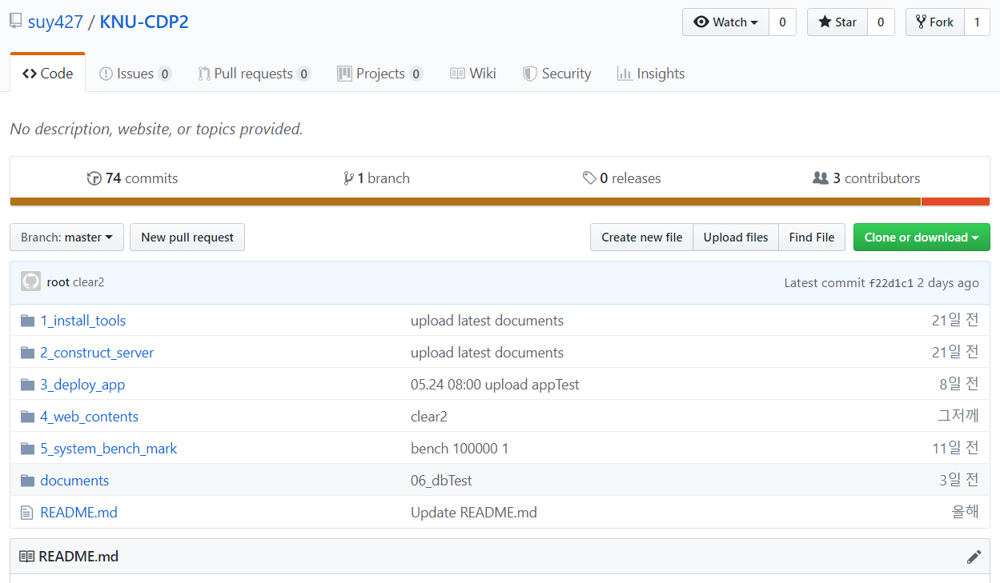 suy427 / KNU-CDP2
Watch 0 Star 0 Fork 1
Code Issues 0 Pull requests 0 Projects 0 Wiki Security Insights
No description, website, or topics provided.
74 commits 1 branch 0 releases 3 contributors
Branch: master New pull request Create new file Upload files Find File Clone or download
root clear2 Latest commit f22d1c1 2 days ago
1_install_tools upload latest documents 21일 전
2_construct_server upload latest documents 21일 전
3_deploy_app 05.24 08:00 upload appTest 8일 전
4_web_contents clear2 그저께
5_system_bench_mark bench 100000 1 11일 전
documents 06_dbTest 3일 전
README.md Update README.md 올해
README.md